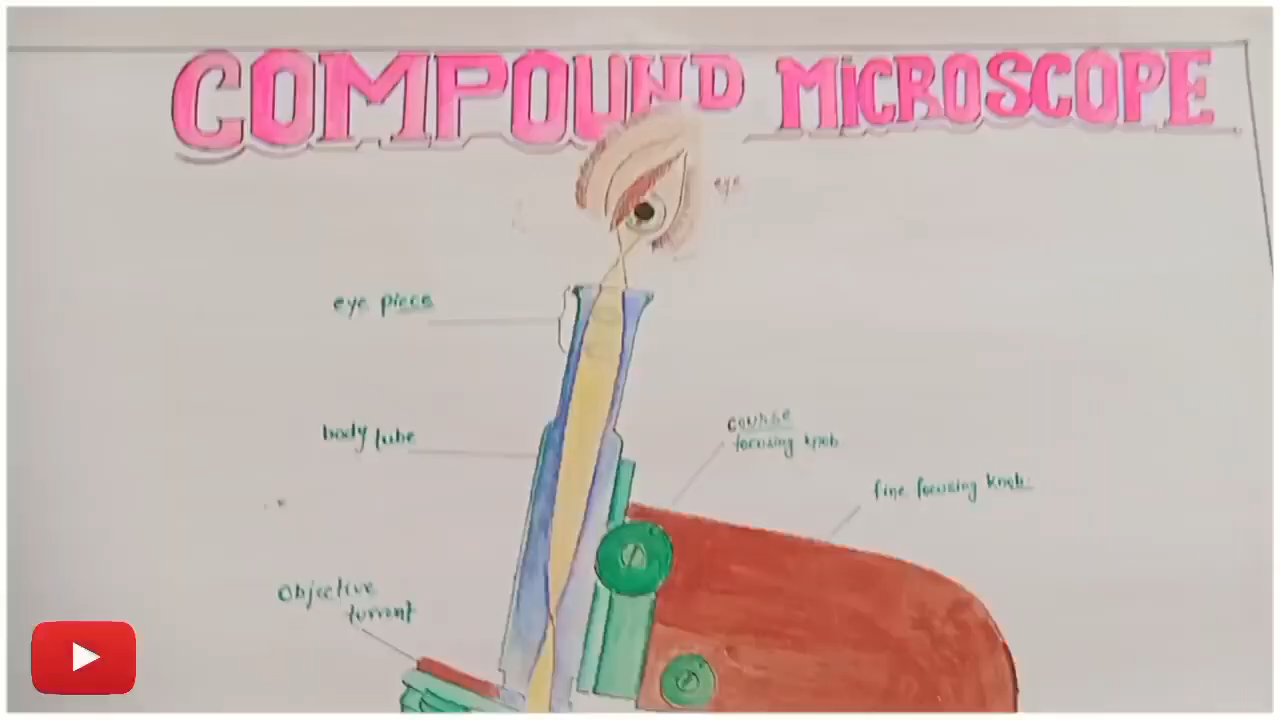 COMPOUND MiCROSCOPE
eye
eye piece
body tube
course
focusing knob
fine focusing knob.
Objective
turrent